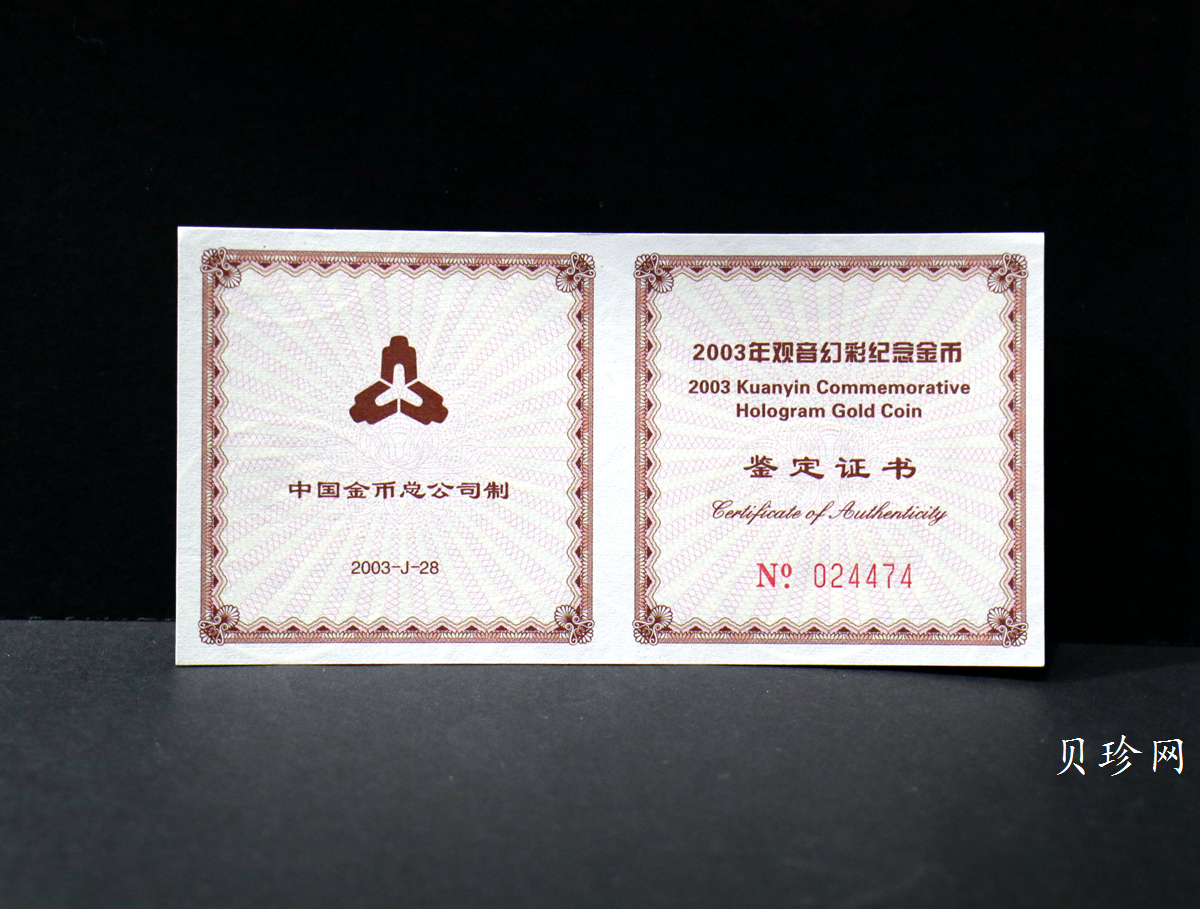 中国金币总公司制
2003-J-28
2003年观音幻彩纪念金币
2003 Kuanyin Commemorative
Hologram Gold Coin
鉴定证书
Certificate of Authenticity
Nº 024474
贝珍网